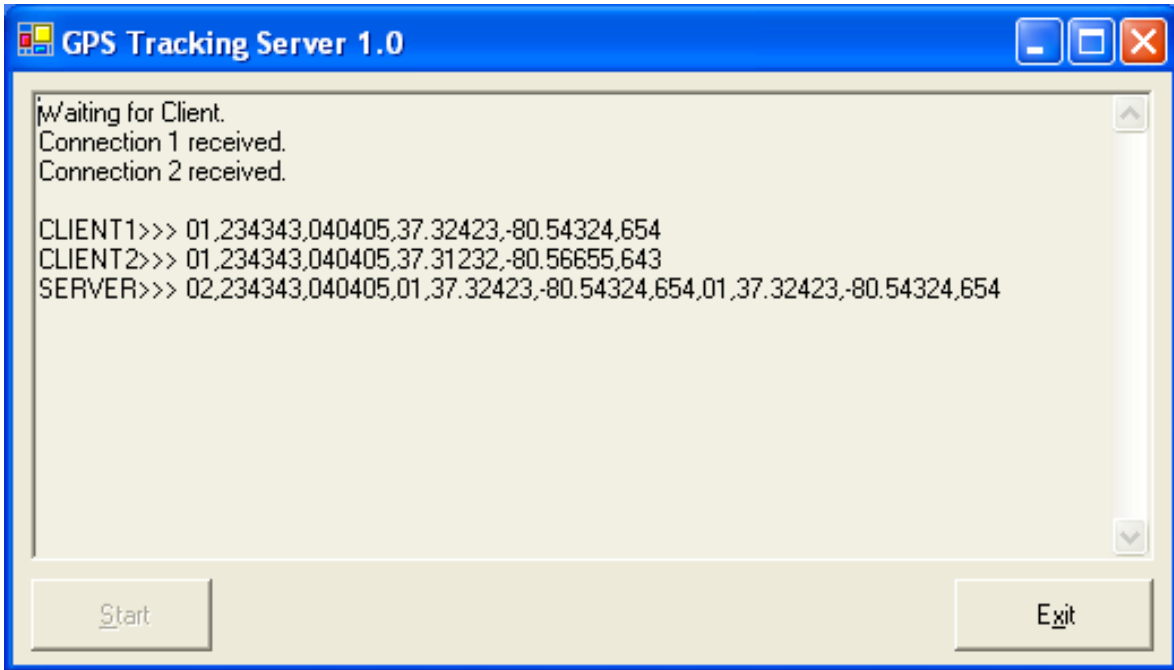 GPS Tracking Server 1.0
Waiting for Client.
Connection 1 received.
Connection 2 received.
CLIENT1>>> 01,234343,040405,37.32423,-80.54324,654
CLIENT2>>> 01,234343,040405,37.31232,-80.56655,643
SERVER>>> 02,234343,040405,01,37.32423,-80.54324,654,01,37.32423,-80.54324,654
Start
Exit